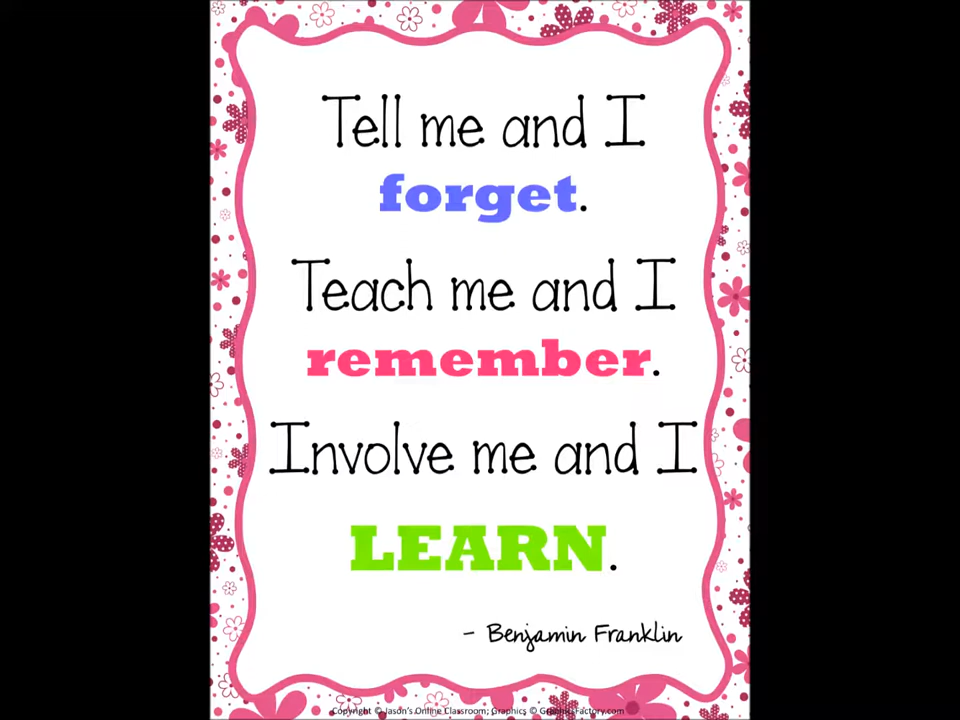 Tell me and I
forget.
Teach me and I
remember.
Involve me and I
LEARN.
- Benjamin Franklin
Copyright © Jason's Online Classroom; Graphics © GraphicsFactory.com